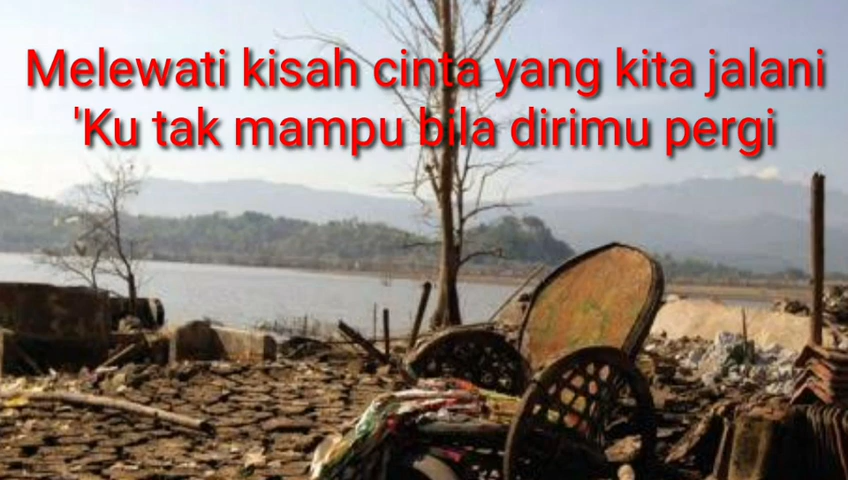 Melewati kisah cinta yang kita jalani
'Ku tak mampu bila dirimu pergi